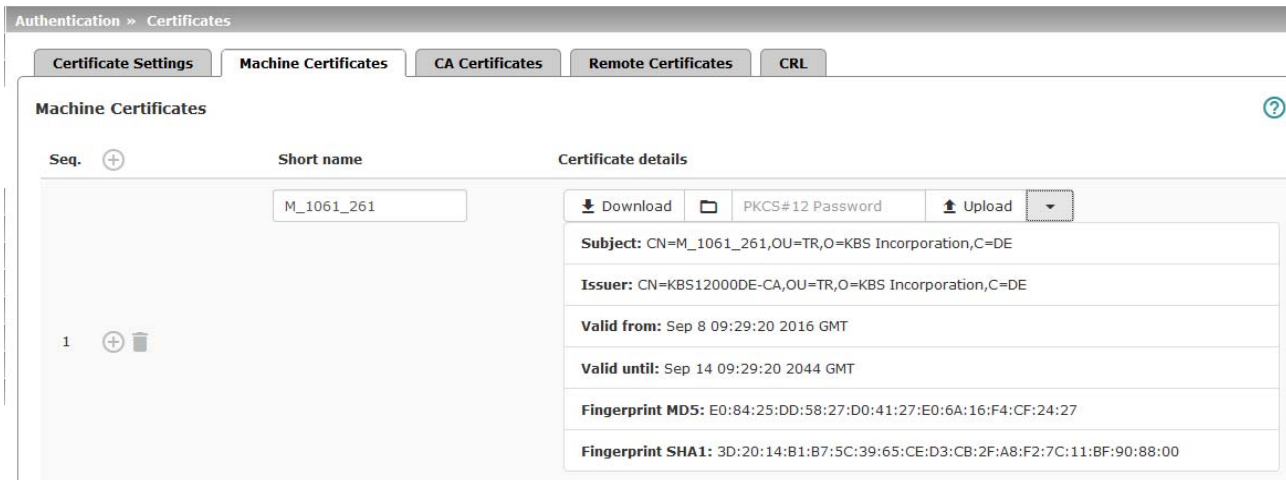 Authentication » Certificates
Certificate Settings Machine Certificates CA Certificates Remote Certificates CRL
Machine Certificates ?
Seq. Short name Certificate details
M_1061_261 Download PKCS#12 Password Upload
Subject: CN=M_1061_261,OU=TR,O=KBS Incorporation,C=DE
Issuer: CN=KBS12000DE-CA,OU=TR,O=KBS Incorporation,C=DE
Valid from: Sep 8 09:29:20 2016 GMT
1
Valid until: Sep 14 09:29:20 2044 GMT
Fingerprint MD5: E0:84:25:DD:58:27:D0:41:27:E0:6A:16:F4:CF:24:27
Fingerprint SHA1: 3D:20:14:B1:B7:5C:39:65:CE:D3:CB:2F:A8:F2:7C:11:BF:90:88:00